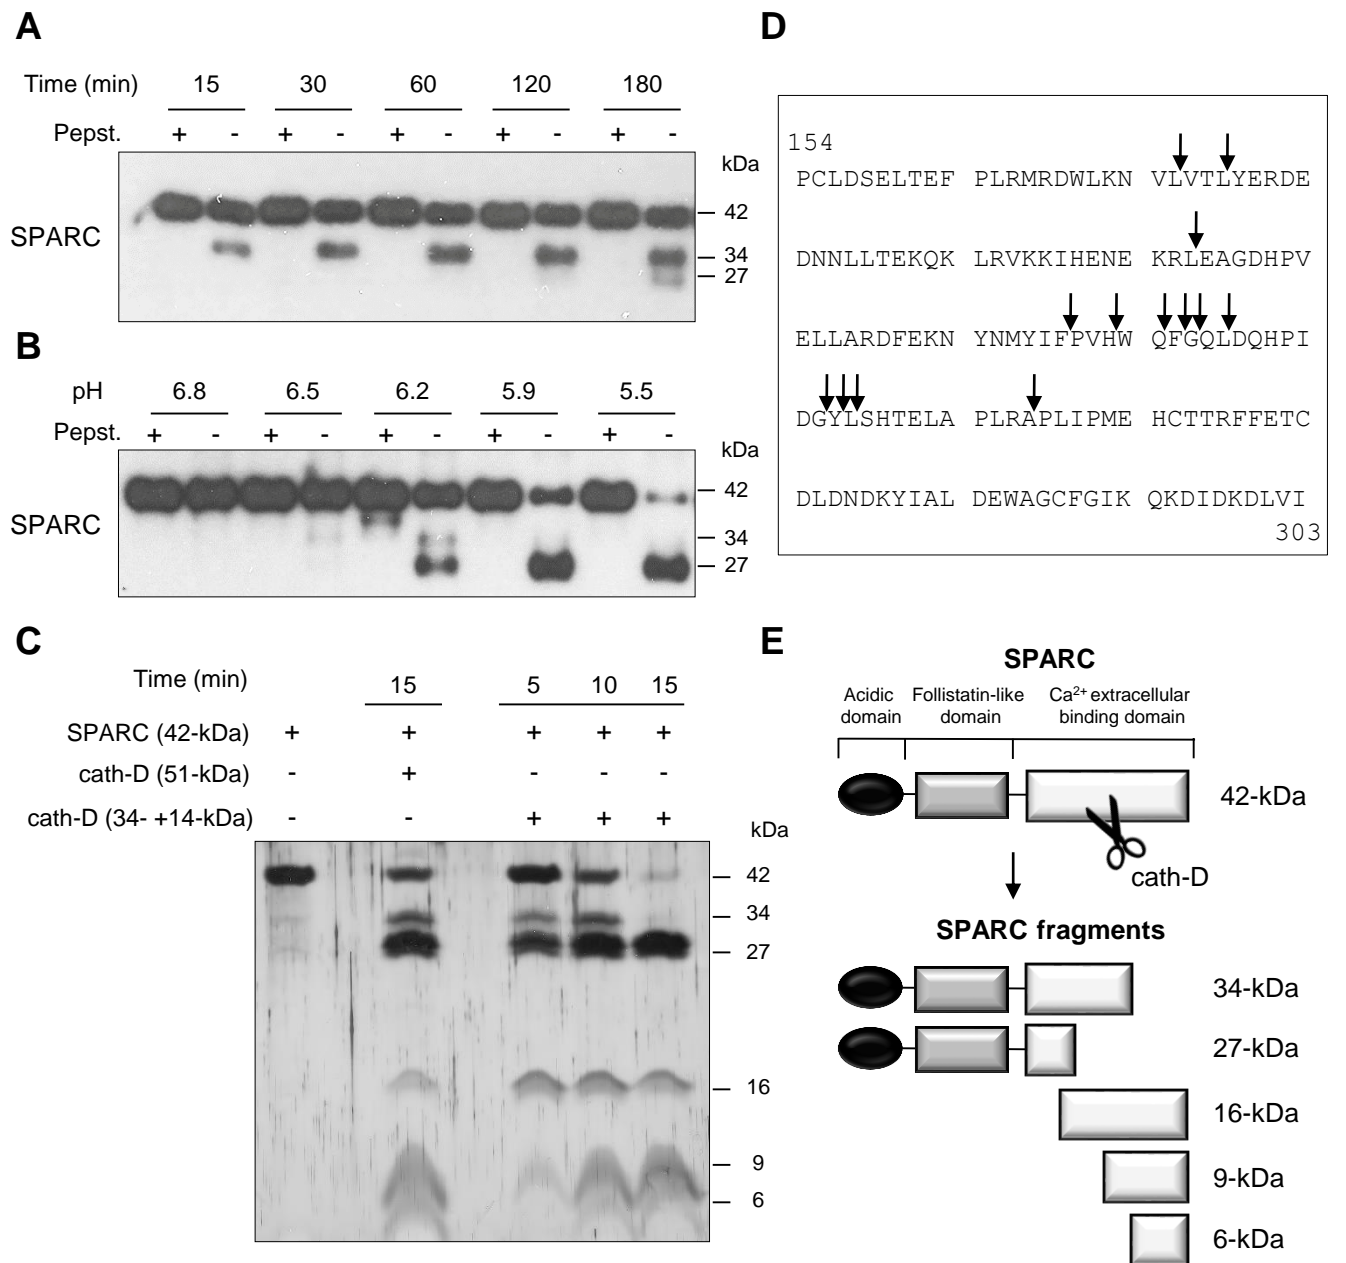 A
Time (min) 15 30 60 120 180
Pepst. + - + - + - + - + -
kDa
SPARC
42
34
27
B
pH 6.8 6.5 6.2 5.9 5.5
Pepst. + - + - + - + - + -
kDa
SPARC
42
34
27
C
Time (min) 15 5 10 15
SPARC (42-kDa) + + + + +
cath-D (51-kDa) - + - - -
cath-D (34- +14-kDa) - - + + +
kDa
42
34
27
16
9
6
D
154
PCLDSELTEF PLRMRDWLKN VLVTLYERDE
DNNLLTEKQK LRVKKIHENE KRLEAGDHPV
ELLARDFEKN YNMYIFPVHW QFGQLDQHPI
DGYLSHTELA PLRAPLIPME HCTTRFFETC
DLDNDKYIAL DEWAGCFGIK QKDIDKDLVI
303
E
SPARC
Acidic domain
Follistatin-like domain
Ca2+ extracellular binding domain
42-kDa
cath-D
SPARC fragments
34-kDa
27-kDa
16-kDa
9-kDa
6-kDa